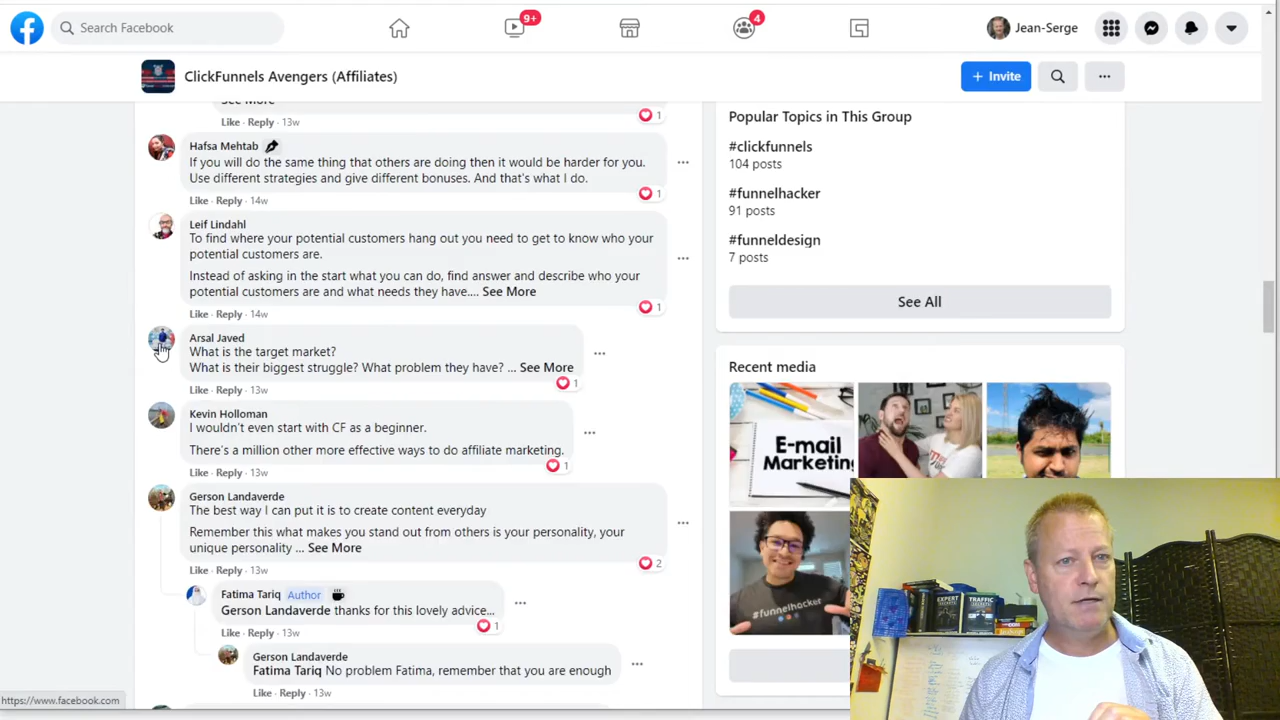 Search Facebook
9+
4
Jean-Serge
ClickFunnels Avengers (Affiliates)
+ Invite
See More
Like · Reply · 13w
1
Hafsa Mehtab
If you will do the same thing that others are doing then it would be harder for you.
Use different strategies and give different bonuses. And that's what I do.
1
Like · Reply · 14w
Leif Lindahl
To find where your potential customers hang out you need to get to know who your
potential customers are.
Instead of asking in the start what you can do, find answer and describe who your
potential customers are and what needs they have.... See More
1
Like · Reply · 14w
Arsal Javed
What is the target market?
What is their biggest struggle? What problem they have? ... See More
1
Like · Reply · 13w
Kevin Holloman
I wouldn't even start with CF as a beginner.
There's a million other more effective ways to do affiliate marketing.
1
Like · Reply · 13w
Gerson Landaverde
The best way I can put it is to create content everyday
Remember this what makes you stand out from others is your personality, your
unique personality ... See More
2
Like · Reply · 13w
Fatima Tariq Author
Gerson Landaverde thanks for this lovely advice...
1
Like · Reply · 13w
Gerson Landaverde
Fatima Tariq No problem Fatima, remember that you are enough
Like · Reply · 13w
https://www.facebook.com
Popular Topics in This Group
#clickfunnels
104 posts
#funnelhacker
91 posts
#funneldesign
7 posts
See All
Recent media
E-mail
Marketing
#funnelhacker
EXPERT
SECRETS
TRAFFIC
SECRETS